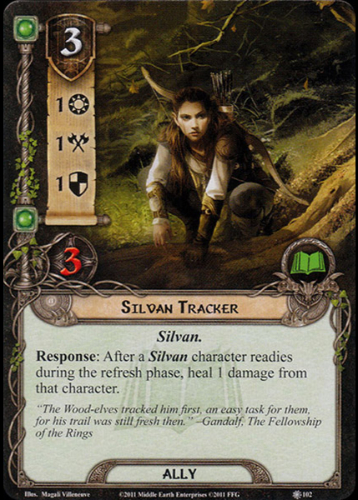 3
1
1
1
3
SILVAN TRACKER
Silvan.
Response: After a Silvan character readies
during the refresh phase, heal 1 damage from
that character.
“The Wood-elves tracked him first, an easy task for them,
for his trail was still fresh then.” –Gandalf, The Fellowship
of the Rings
ALLY
Illus. Magali Villeneuve ©2011 Middle Earth Enterprises ©2011 FFG 102